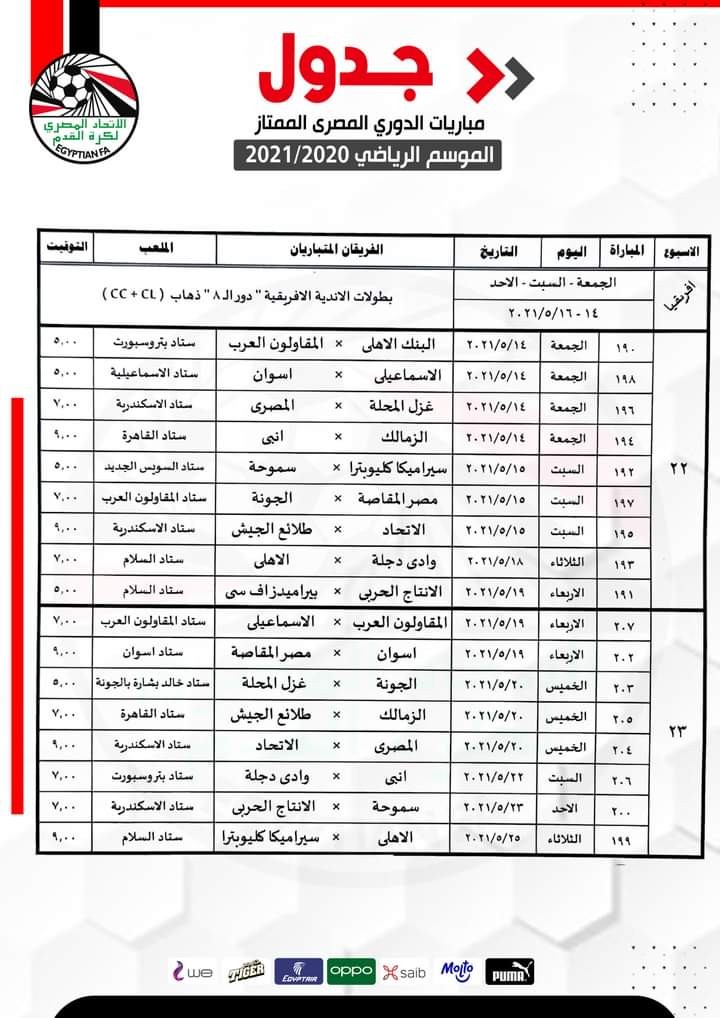 جدول
مباريات الدوري المصرى الممتاز
الموسم الرياضي 2021/2020
الاتحاد المصري
لكرة القدم
EGYPTIAN FA
الاسبوع المباراة اليوم التاريخ الفريقان المتباريان الملعب التوقيت
افريقيا الجمعة - السبت - الاحد بطولات الاندية الافريقية " دور الـ ٨ " ذهاب ( CC + CL )
١٤ - ٢٠٢١/٥/١٦
٢٢
١٩٠ الجمعة ٢٠٢١/٥/١٤ البنك الاهلى × المقاولون العرب ستاد بتروسبورت ٥,٠٠
١٩٨ الجمعة ٢٠٢١/٥/١٤ الاسماعيلى × اسوان ستاد الاسماعيلية ٥,٠٠
١٩٦ الجمعة ٢٠٢١/٥/١٤ غزل المحلة × المصرى ستاد الاسكندرية ٧,٠٠
١٩٤ الجمعة ٢٠٢١/٥/١٤ الزمالك × انبى ستاد القاهرة ٩,٠٠
١٩٢ السبت ٢٠٢١/٥/١٥ سيراميكا كليوبترا × سموحة ستاد السويس الجديد ٥,٠٠
١٩٧ السبت ٢٠٢١/٥/١٥ مصر المقاصة × الجونة ستاد المقاولون العرب ٧,٠٠
١٩٥ السبت ٢٠٢١/٥/١٥ الاتحاد × طلائع الجيش ستاد الاسكندرية ٩,٠٠
١٩٣ الثلاثاء ٢٠٢١/٥/١٨ وادى دجلة × الاهلى ستاد السلام ٧,٠٠
١٩١ الاربعاء ٢٠٢١/٥/١٩ الانتاج الحربى × بيراميدز اف سى ستاد السلام ٥,٠٠
٢٣
٢٠٧ الاربعاء ٢٠٢١/٥/١٩ المقاولون العرب × الاسماعيلى ستاد المقاولون العرب ٧,٠٠
٢٠٢ الاربعاء ٢٠٢١/٥/١٩ اسوان × مصر المقاصة ستاد اسوان ٩,٠٠
٢٠٣ الخميس ٢٠٢١/٥/٢٠ الجونة × غزل المحلة ستاد خالد بشارة بالجونة ٥,٠٠
٢٠٥ الخميس ٢٠٢١/٥/٢٠ الزمالك × طلائع الجيش ستاد القاهرة ٧,٠٠
٢٠٤ الخميس ٢٠٢١/٥/٢٠ المصرى × الاتحاد ستاد الاسكندرية ٩,٠٠
٢٠٦ السبت ٢٠٢١/٥/٢٢ انبى × وادى دجلة ستاد بتروسبورت ٧,٠٠
٢٠٠ الاحد ٢٠٢١/٥/٢٣ سموحة × الانتاج الحربى ستاد الاسكندرية ٧,٠٠
١٩٩ الثلاثاء ٢٠٢١/٥/٢٥ الاهلى × سيراميكا كليوبترا ستاد السلام ٩,٠٠
we TIGER EGYPTAIR oppo saib Molto PUMA